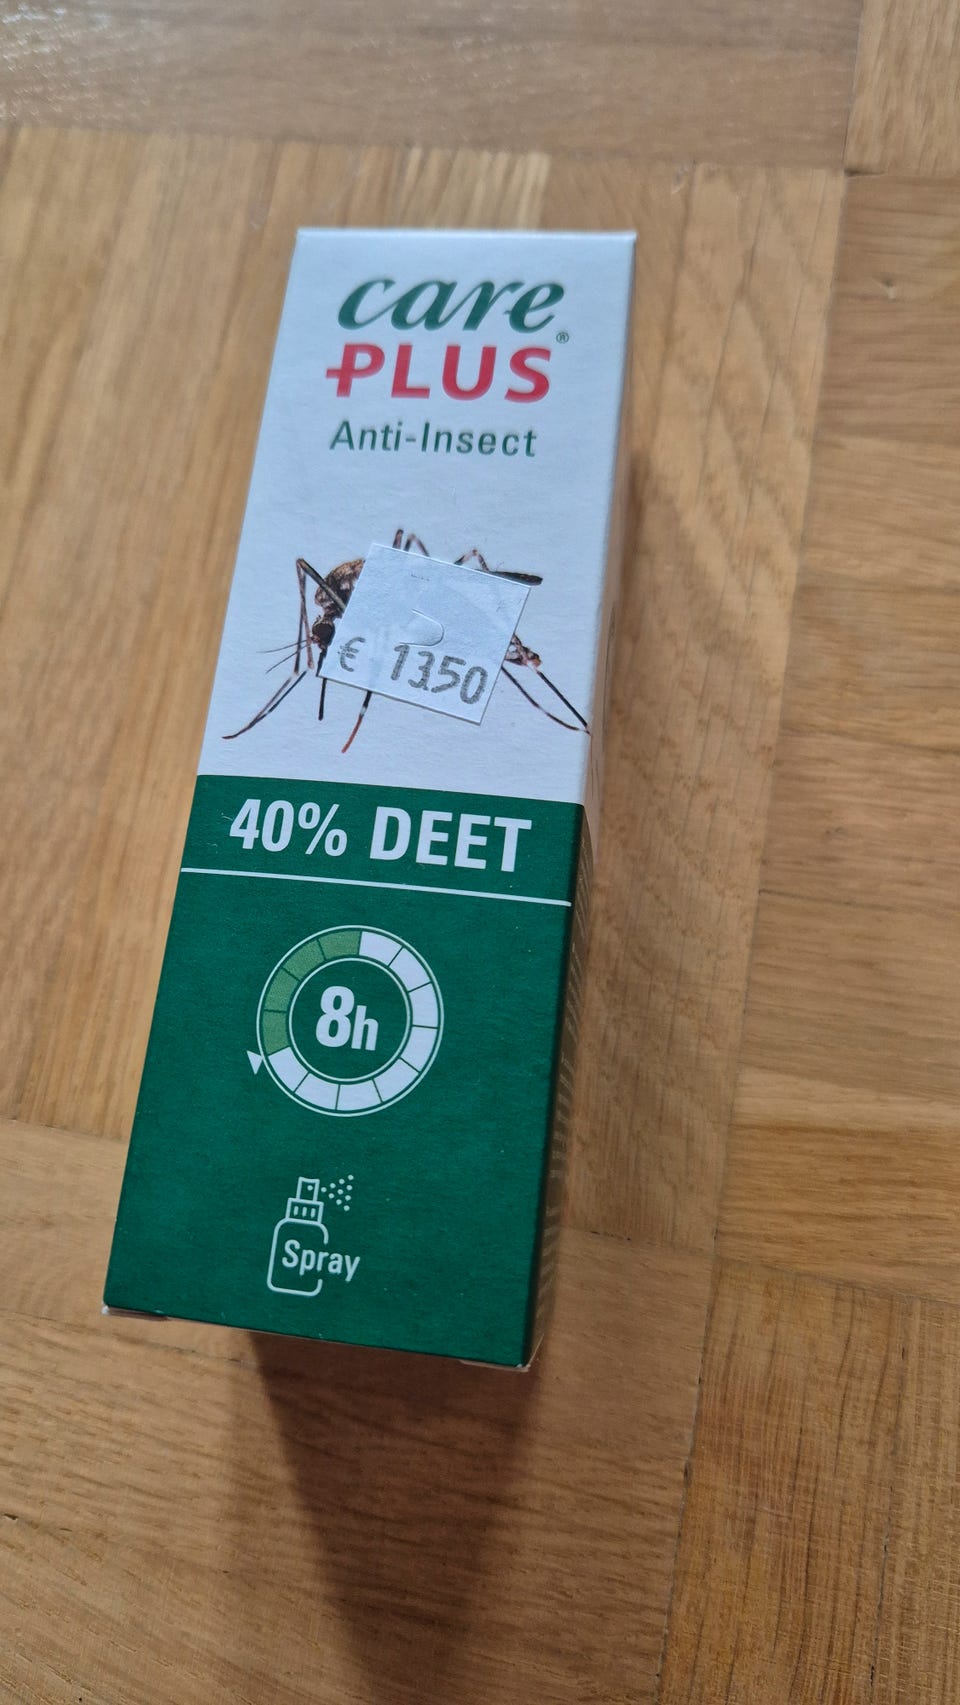 care
PLUS®
Anti-Insect
€ 13.50
40% DEET
8h
Spray